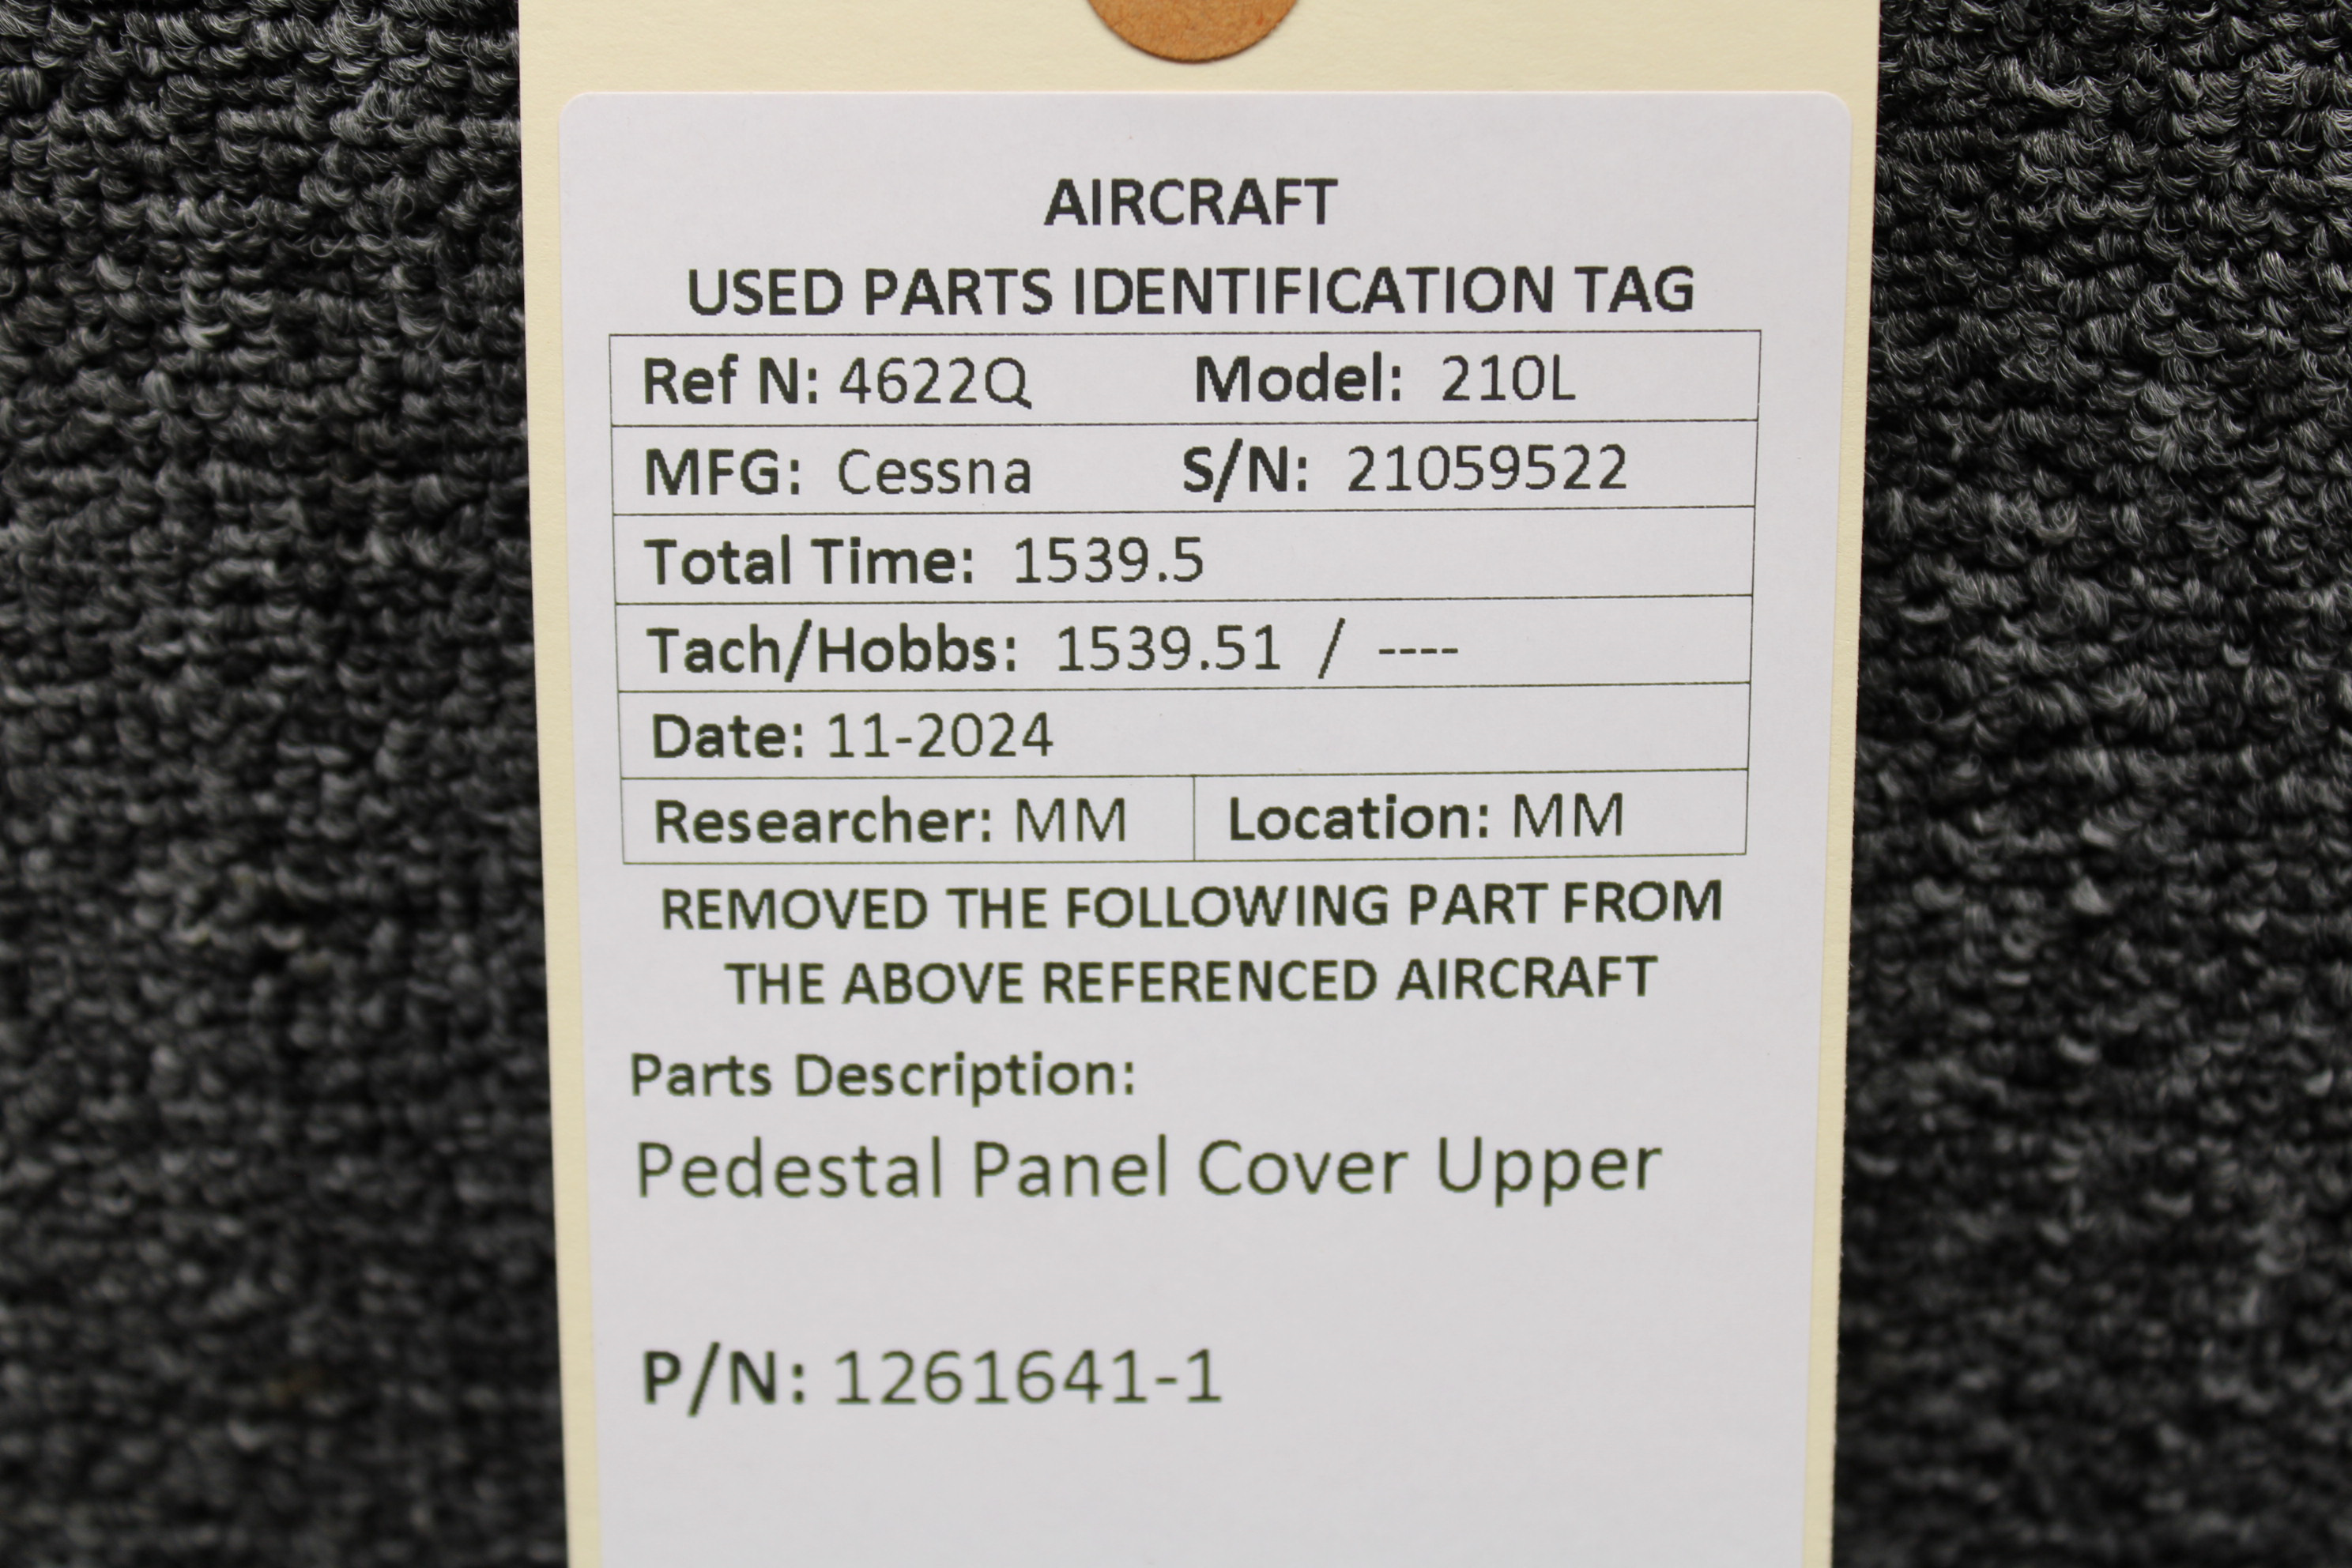 AIRCRAFT
USED PARTS IDENTIFICATION TAG
Ref N: 4622Q Model: 210L
MFG: Cessna S/N: 21059522
Total Time: 1539.5
Tach/Hobbs: 1539.51 / ----
Date: 11-2024
Researcher: MM Location: MM
REMOVED THE FOLLOWING PART FROM
THE ABOVE REFERENCED AIRCRAFT
Parts Description:
Pedestal Panel Cover Upper
P/N: 1261641-1